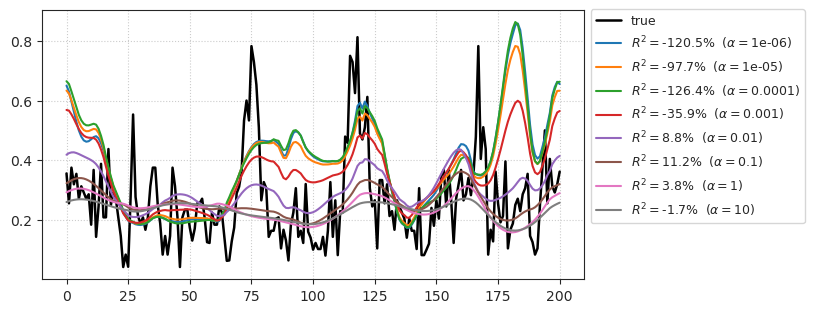 0.8
0.6
0.4
0.2
0 25 50 75 100 125 150 175 200
true
R² = -120.5% (α = 1e-06)
R² = -97.7% (α = 1e-05)
R² = -126.4% (α = 0.0001)
R² = -35.9% (α = 0.001)
R² = 8.8% (α = 0.01)
R² = 11.2% (α = 0.1)
R² = 3.8% (α = 1)
R² = -1.7% (α = 10)